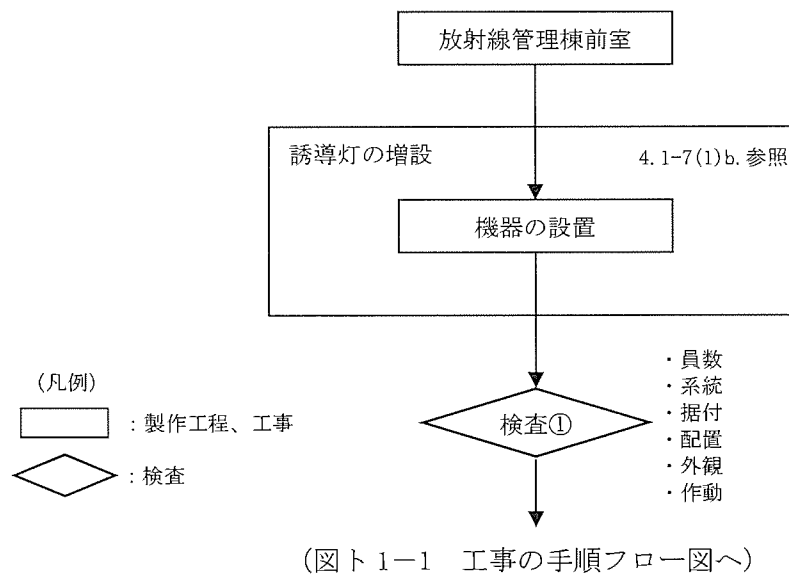 放射線管理棟前室
誘導灯の増設
4.1-7(1)b.参照
機器の設置
・員数
・系統
・据付
・配置
・外観
・作動
検査①
(凡例)
：製作工程、工事
：検査
(図ト1－1　工事の手順フロー図へ)